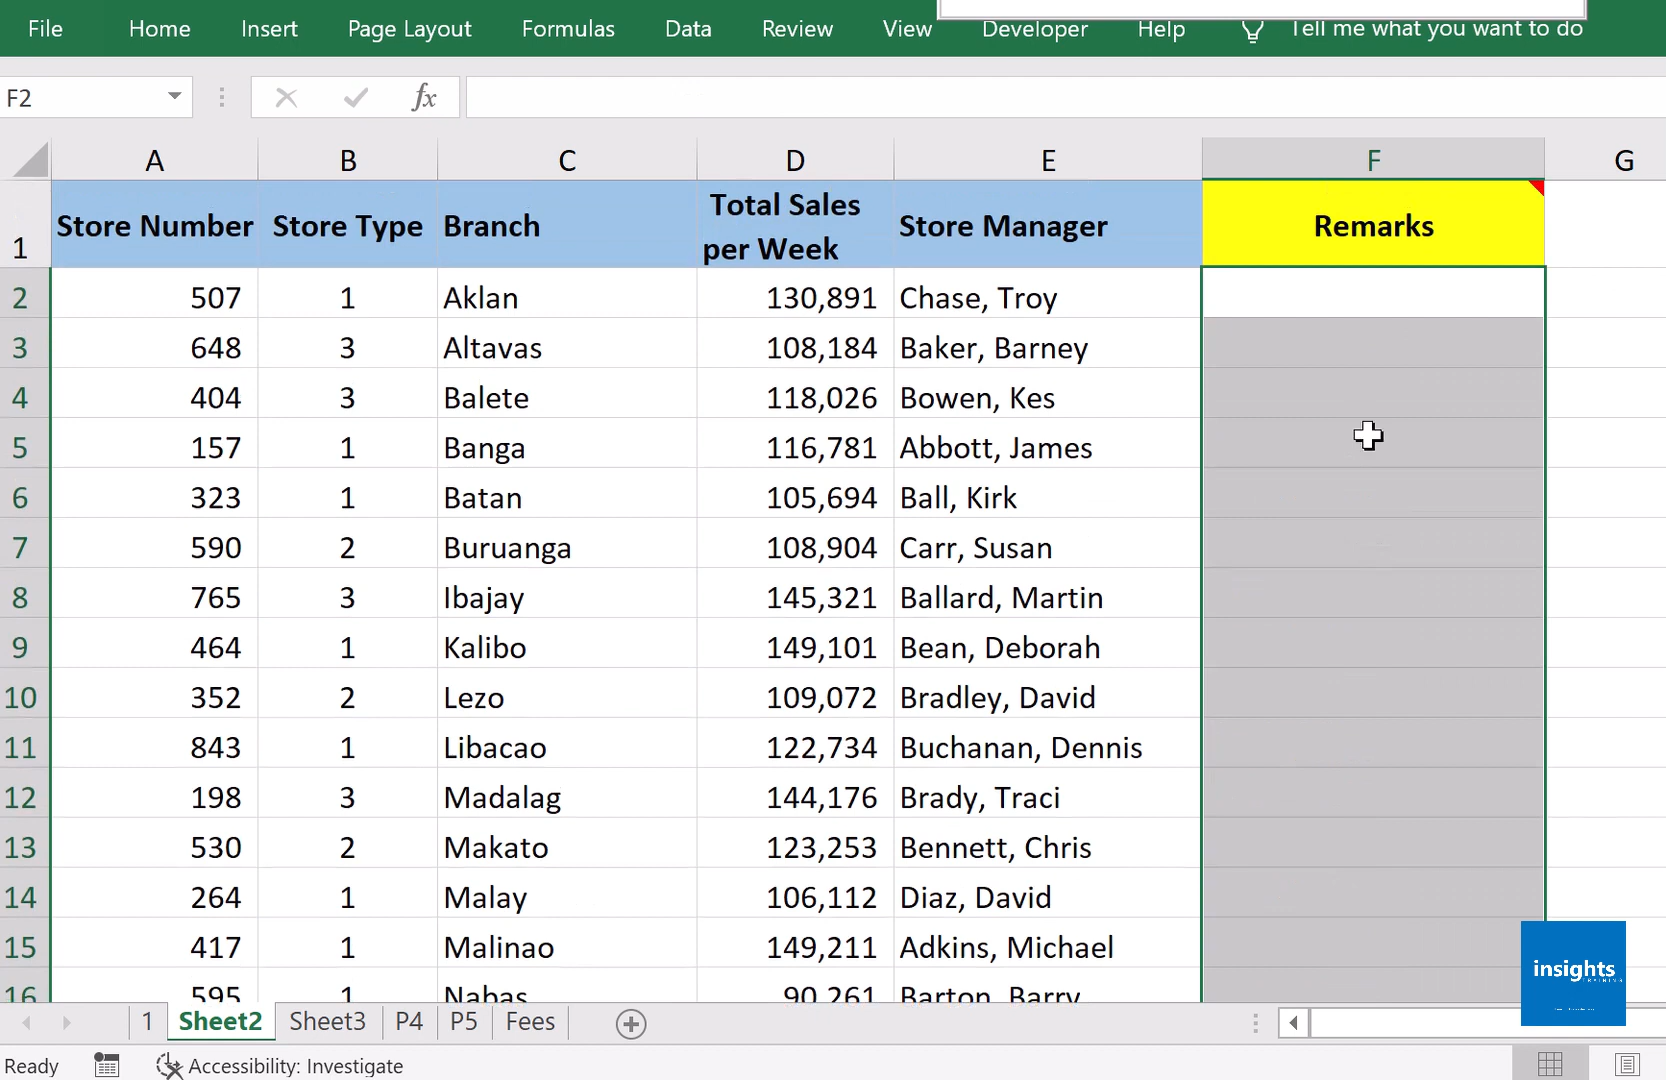 File Home Insert Page Layout Formulas Data Review View Developer Help Tell me what you want to do
F2 fx
A B C D E F G
1 Store Number Store Type Branch Total Sales per Week Store Manager Remarks
2 507 1 Aklan 130,891 Chase, Troy
3 648 3 Altavas 108,184 Baker, Barney
4 404 3 Balete 118,026 Bowen, Kes
5 157 1 Banga 116,781 Abbott, James
6 323 1 Batan 105,694 Ball, Kirk
7 590 2 Buruanga 108,904 Carr, Susan
8 765 3 Ibajay 145,321 Ballard, Martin
9 464 1 Kalibo 149,101 Bean, Deborah
10 352 2 Lezo 109,072 Bradley, David
11 843 1 Libacao 122,734 Buchanan, Dennis
12 198 3 Madalag 144,176 Brady, Traci
13 530 2 Makato 123,253 Bennett, Chris
14 264 1 Malay 106,112 Diaz, David
15 417 1 Malinao 149,211 Adkins, Michael
16 595 1 Nabas 90,261 Barton, Barry
insights
1 Sheet2 Sheet3 P4 P5 Fees
Ready Accessibility: Investigate